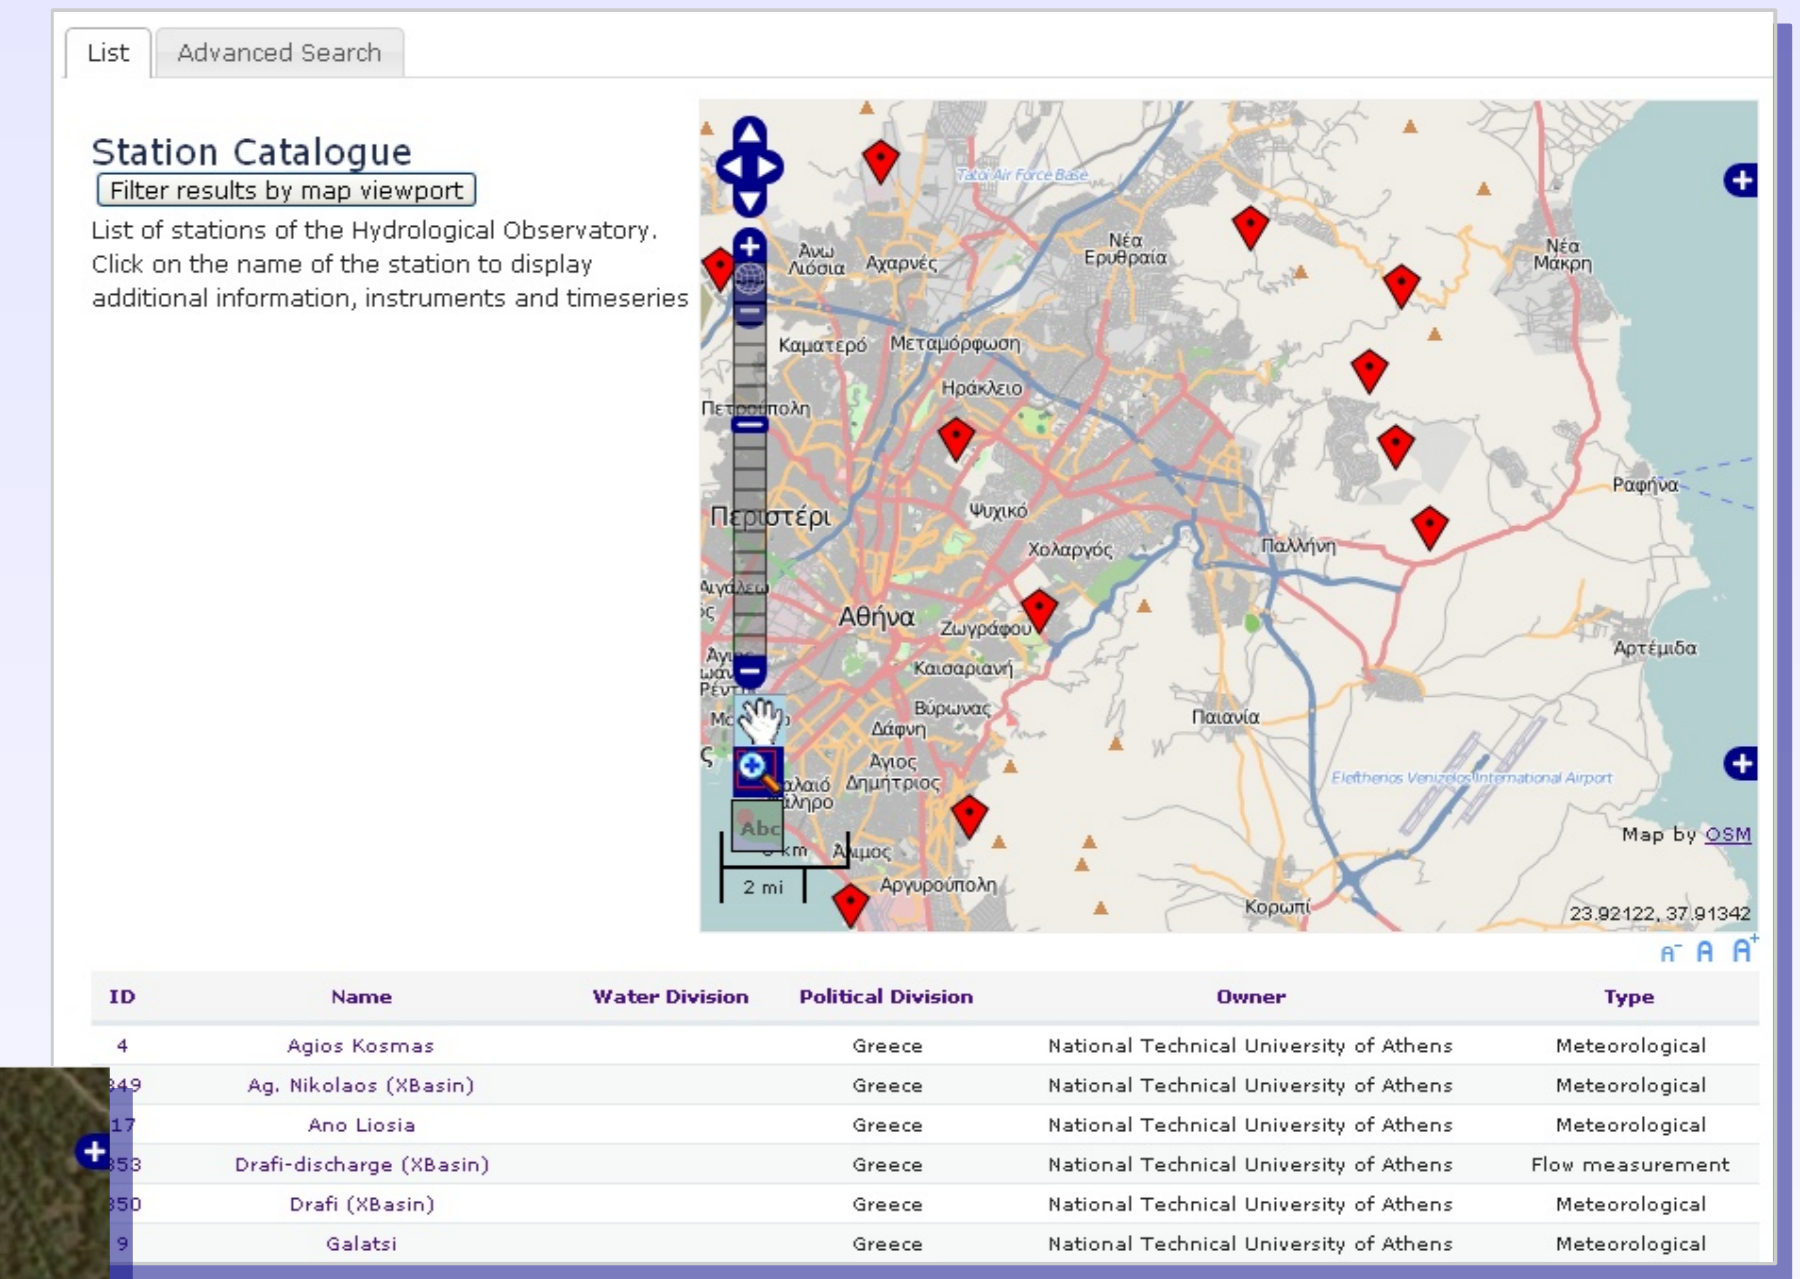 List
Advanced Search
Station Catalogue
Filter results by map viewport
List of stations of the Hydrological Observatory.
Click on the name of the station to display
additional information, instruments and timeseries
Tatoi Air Force Base
Άνω
Λιόσια
Αχαρνές
Νέα
Ερυθραία
Νέα
Μάκρη
Καματερό
Μεταμόρφωση
Ηράκλειο
Πετρούπολη
Ραφήνα
Περιστέρι
Ψυχικό
Χολαργός
Παλλήνη
Αιγάλεω
Αθήνα
Ζωγράφου
Αρτέμιδα
Καισαριανή
Βύρωνας
Δάφνη
Παιανία
Άγιος
Δημήτριος
Eleftherios Venizelos International Airport
Abc
km
Άλιμος
Map by OSM
2 mi
Αργυρούπολη
Κορωπί
23.92122, 37.91342
A- A A+
ID Name Water Division Political Division Owner Type
4 Agios Kosmas Greece National Technical University of Athens Meteorological
349 Ag. Nikolaos (XBasin) Greece National Technical University of Athens Meteorological
17 Ano Liosia Greece National Technical University of Athens Meteorological
353 Drafi-discharge (XBasin) Greece National Technical University of Athens Flow measurement
350 Drafi (XBasin) Greece National Technical University of Athens Meteorological
9 Galatsi Greece National Technical University of Athens Meteorological